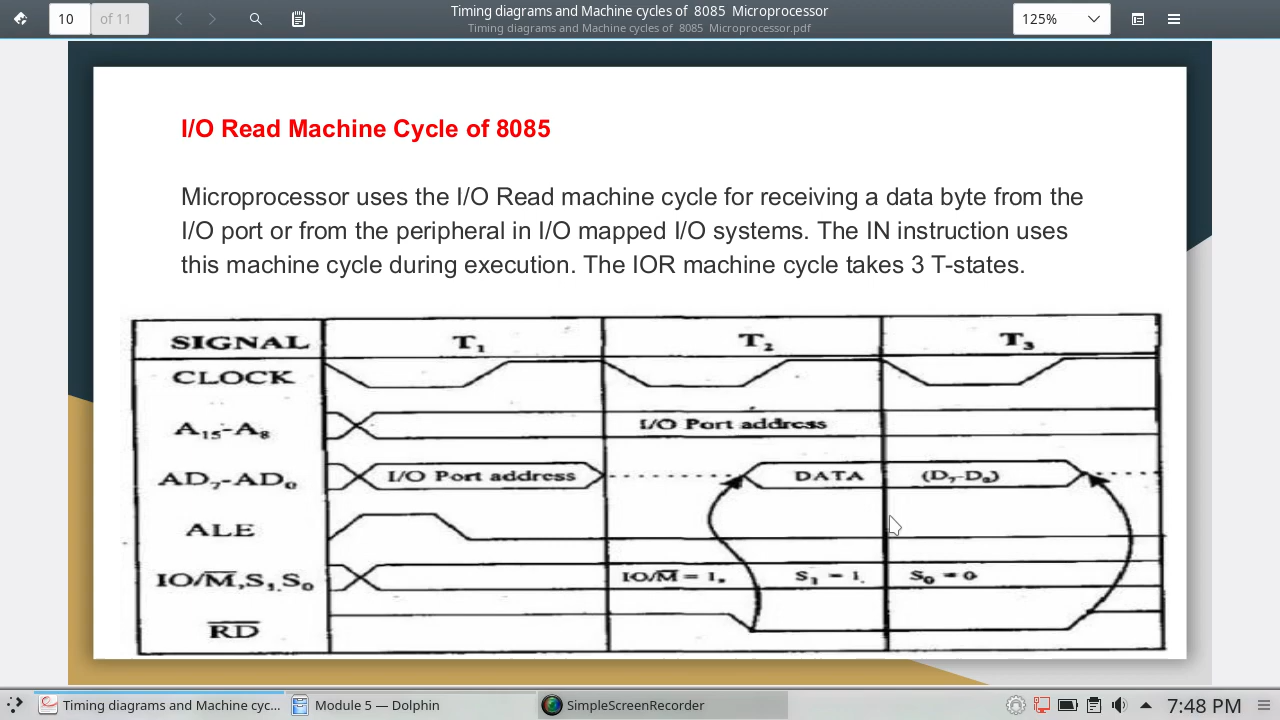 10 of 11
Timing diagrams and Machine cycles of 8085 Microprocessor
Timing diagrams and Machine cycles of 8085 Microprocessor.pdf
125%
I/O Read Machine Cycle of 8085
Microprocessor uses the I/O Read machine cycle for receiving a data byte from the
I/O port or from the peripheral in I/O mapped I/O systems. The IN instruction uses
this machine cycle during execution. The IOR machine cycle takes 3 T-states.
SIGNAL T₁ T₂ T₃
CLOCK
A₁₅-A₈ I/O Port address
AD₇-AD₀ I/O Port address DATA (D₇-D₀)
ALE
IO/M̅,S₁,S₀ IO/M̅ = 1, S₁ = 1, S₀ = 0
R̅D̅
Timing diagrams and Machine cyc...
Module 5 — Dolphin
SimpleScreenRecorder
7:48 PM